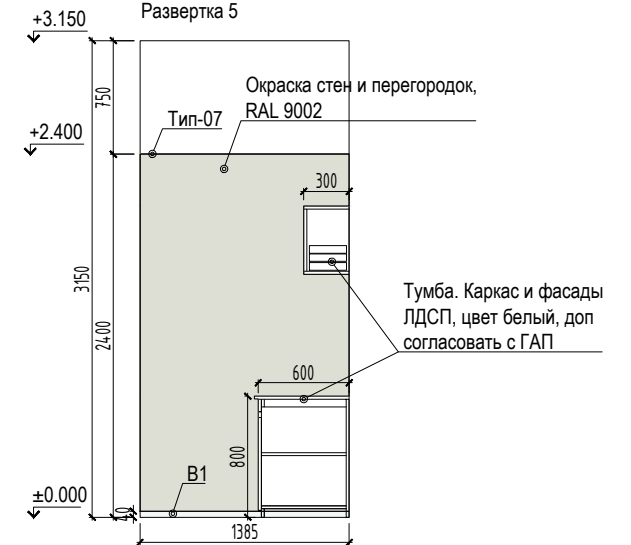 Развертка 5
+3.150
750
Окраска стен и перегородок,
RAL 9002
Тип-07
+2.400
300
3150
2400
Тумба. Каркас и фасады
ЛДСП, цвет белый, доп
согласовать с ГАП
600
800
В1
±0.000
40
1385